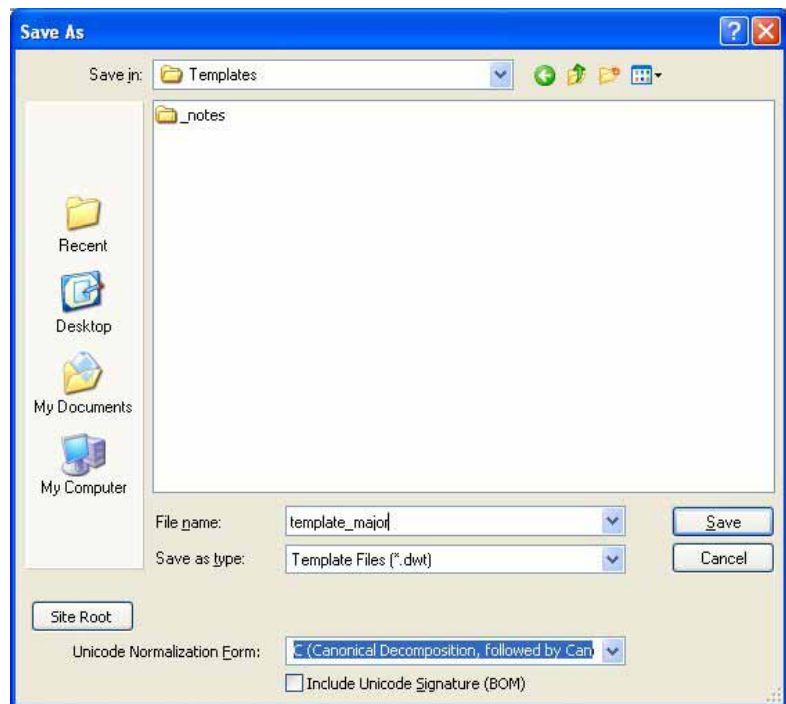 Save As
Save in: Templates
_notes
Recent
Desktop
My Documents
My Computer
File name: template_major Save
Save as type: Template Files (*.dwt) Cancel
Site Root
Unicode Normalization Form: C (Canonical Decomposition, followed by Can
Include Unicode Signature (BOM)